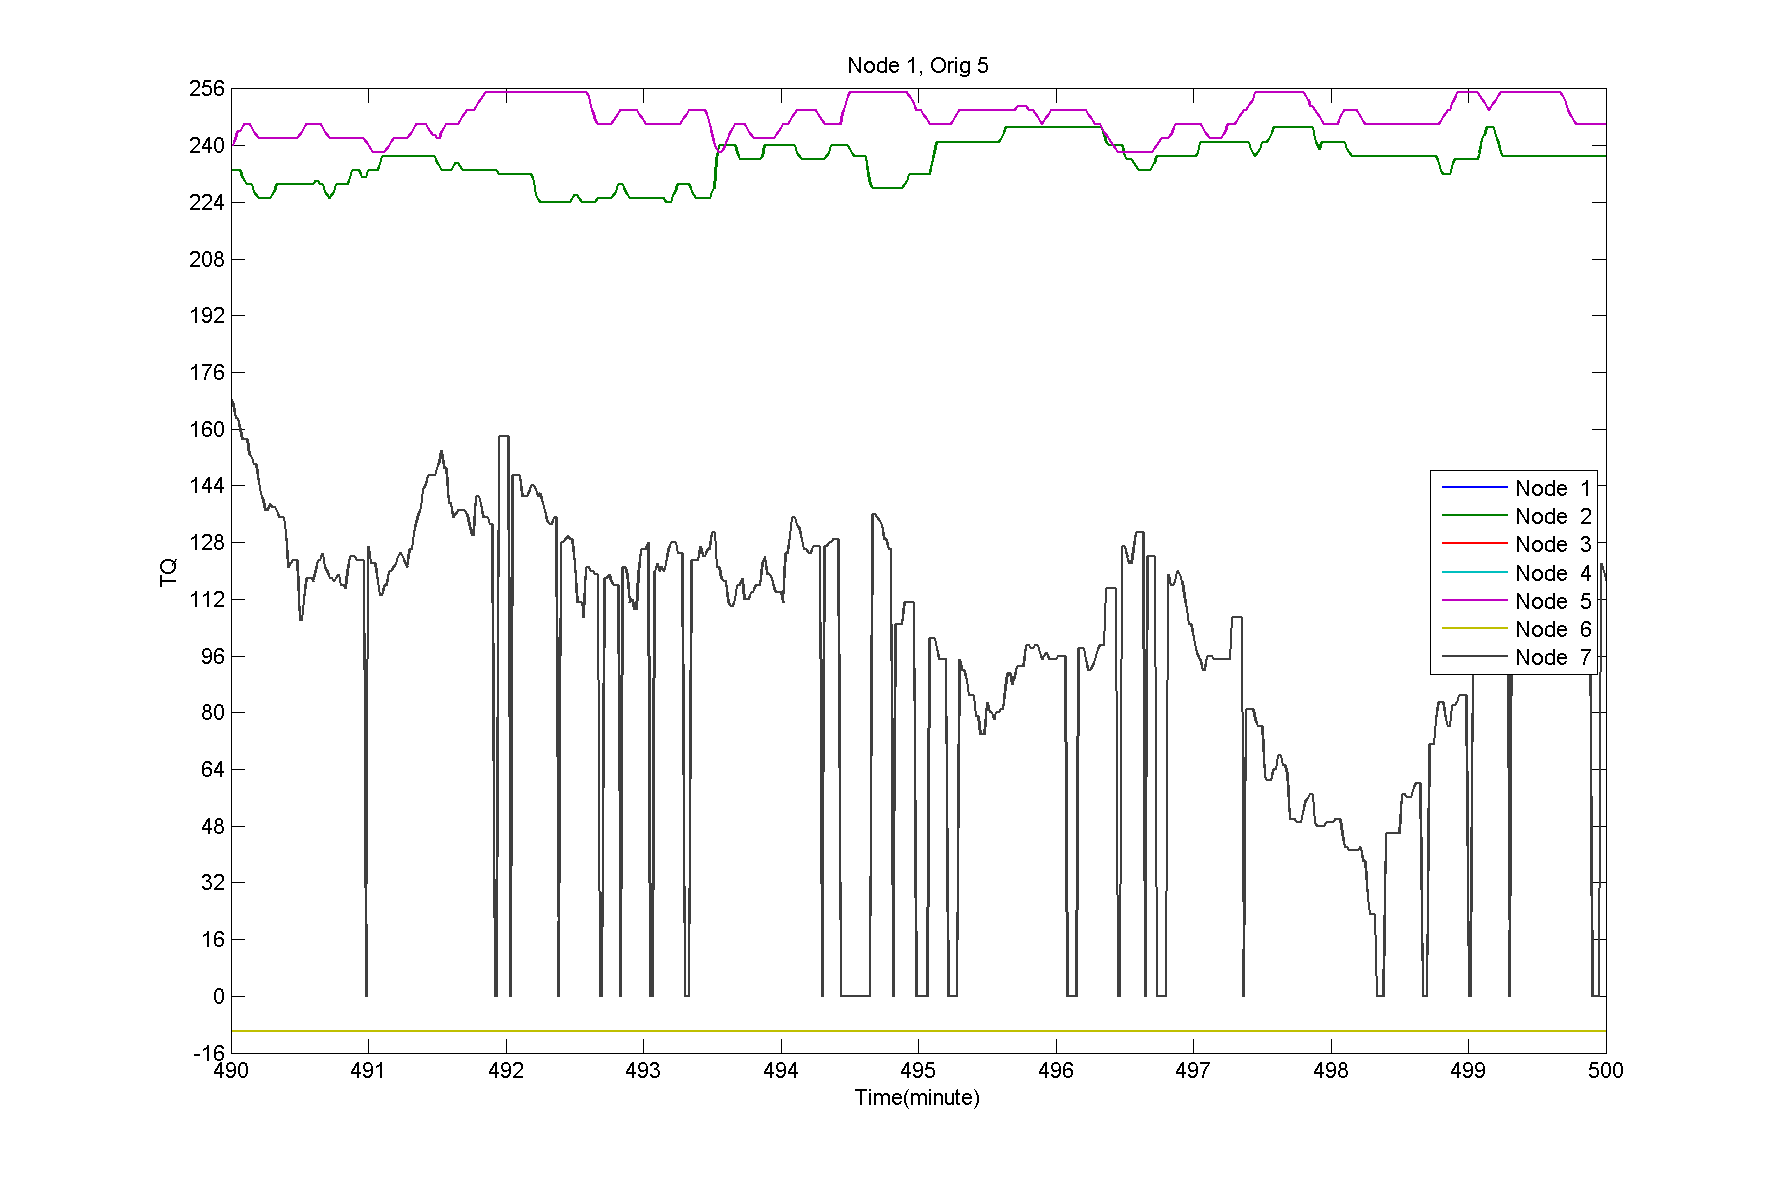 Node 1, Orig 5
256
240
224
208
192
176
160
144
128
112
96
80
64
48
32
16
0
-16
TQ
Node 1
Node 2
Node 3
Node 4
Node 5
Node 6
Node 7
490 491 492 493 494 495 496 497 498 499 500
Time(minute)